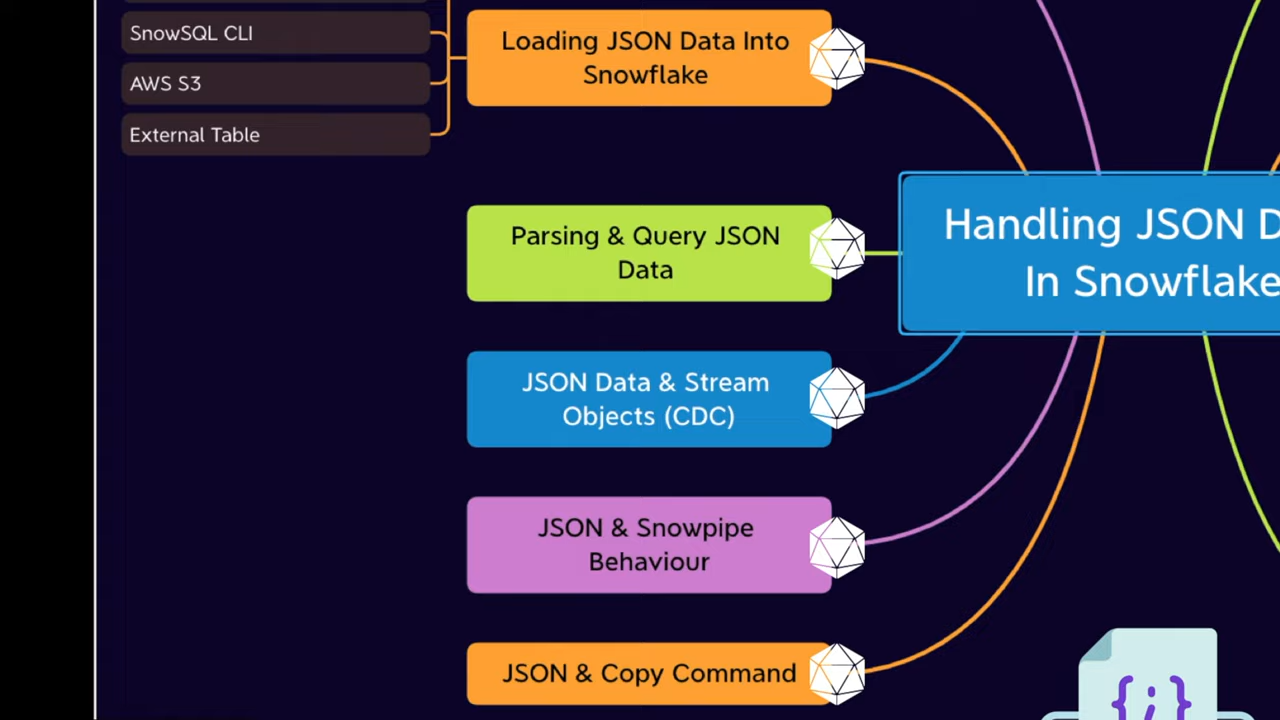 SnowSQL CLI
AWS S3
External Table
Loading JSON Data Into
Snowflake
Parsing & Query JSON
Data
JSON Data & Stream
Objects (CDC)
JSON & Snowpipe
Behaviour
JSON & Copy Command
Handling JSON D
In Snowflake
{;}